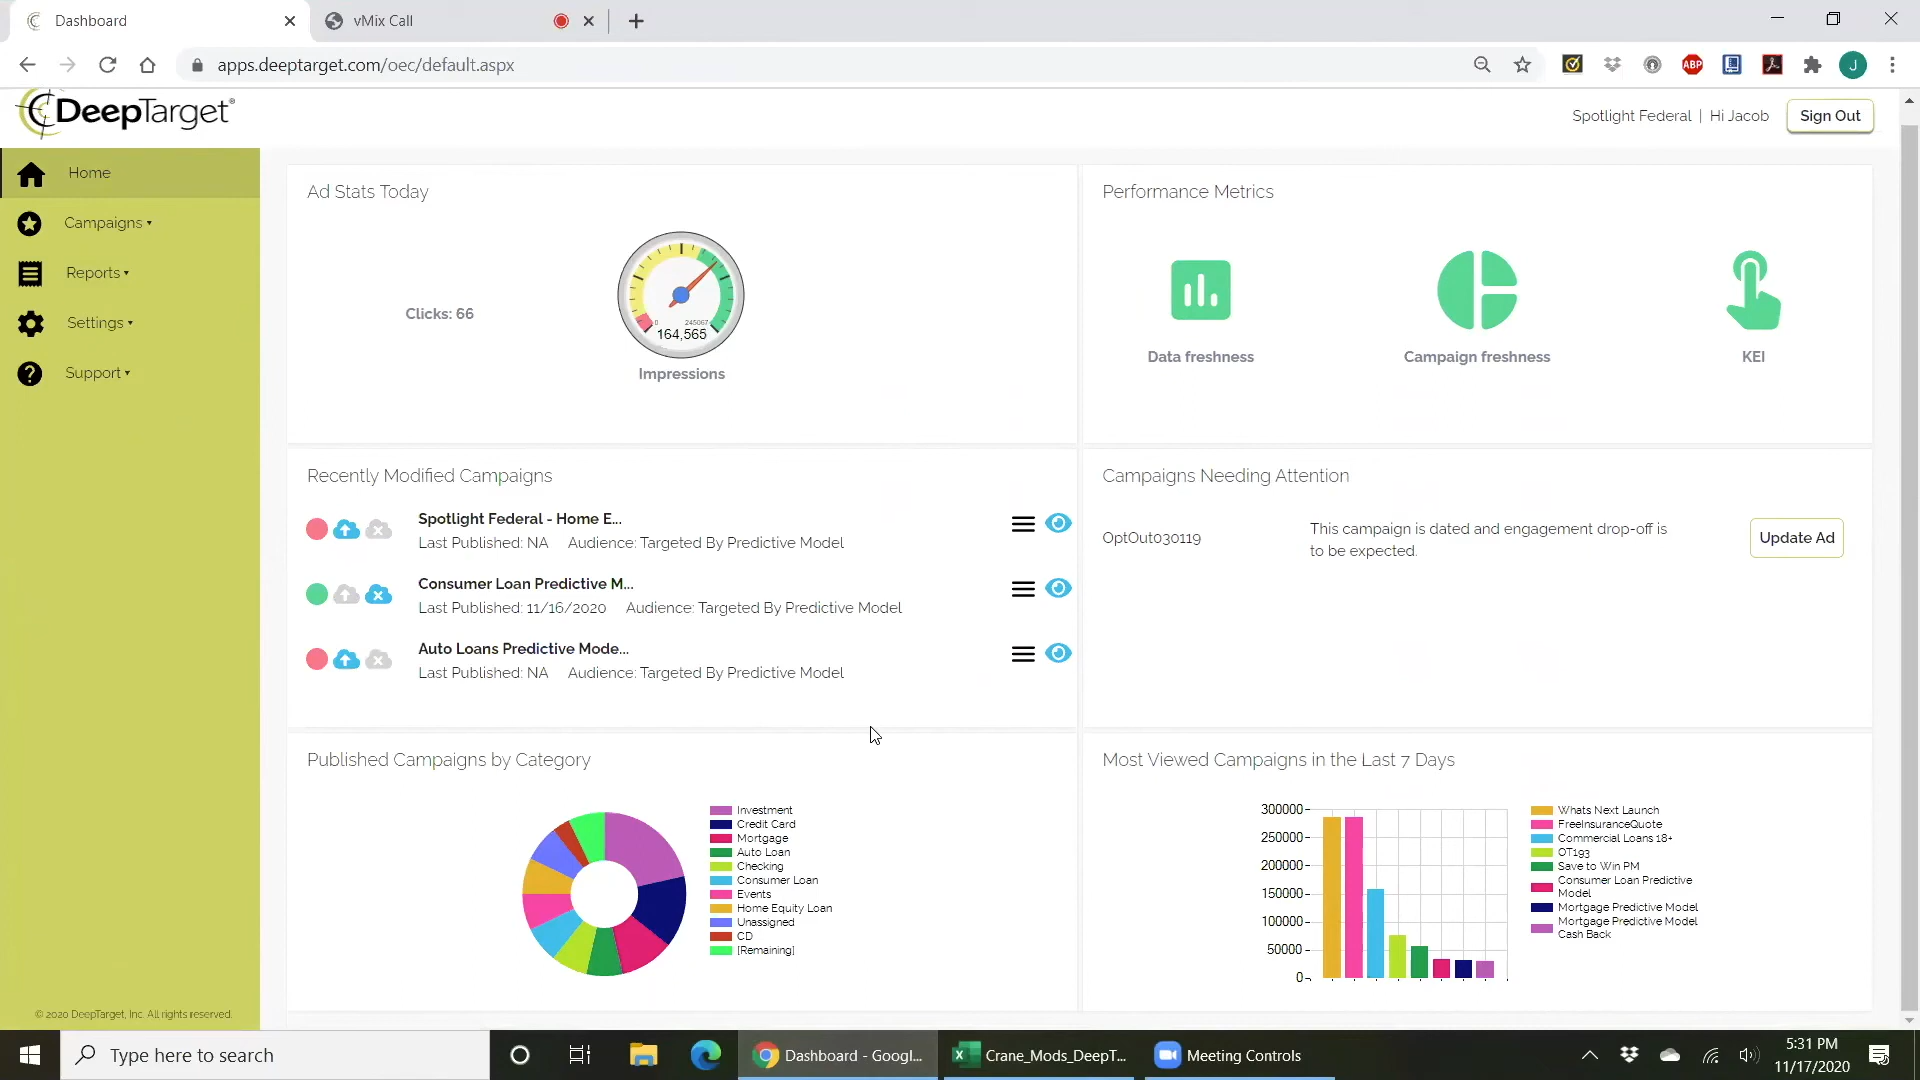 Dashboard
vMix Call
apps.deeptarget.com/oec/default.aspx
ABP
J
DeepTarget®
Spotlight Federal | Hi Jacob
Sign Out
Home
Campaigns
Reports
Settings
Support
© 2020 DeepTarget, Inc. All rights reserved.
Ad Stats Today
Clicks: 66
0
245067
164,565
Impressions
Performance Metrics
Data freshness
Campaign freshness
KEI
Recently Modified Campaigns
Spotlight Federal - Home E...
Last Published: NA Audience: Targeted By Predictive Model
Consumer Loan Predictive M...
Last Published: 11/16/2020 Audience: Targeted By Predictive Model
Auto Loans Predictive Mode...
Last Published: NA Audience: Targeted By Predictive Model
Campaigns Needing Attention
OptOut030119
This campaign is dated and engagement drop-off is
to be expected.
Update Ad
Published Campaigns by Category
Investment
Credit Card
Mortgage
Auto Loan
Checking
Consumer Loan
Events
Home Equity Loan
Unassigned
CD
[Remaining]
Most Viewed Campaigns in the Last 7 Days
300000
250000
200000
150000
100000
50000
0
Whats Next Launch
FreeInsuranceQuote
Commercial Loans 18+
OT193
Save to Win PM
Consumer Loan Predictive
Model
Mortgage Predictive Model
Mortgage Predictive Model
Cash Back
Type here to search
Dashboard - Googl...
Crane_Mods_DeepT...
Meeting Controls
5:31 PM
11/17/2020